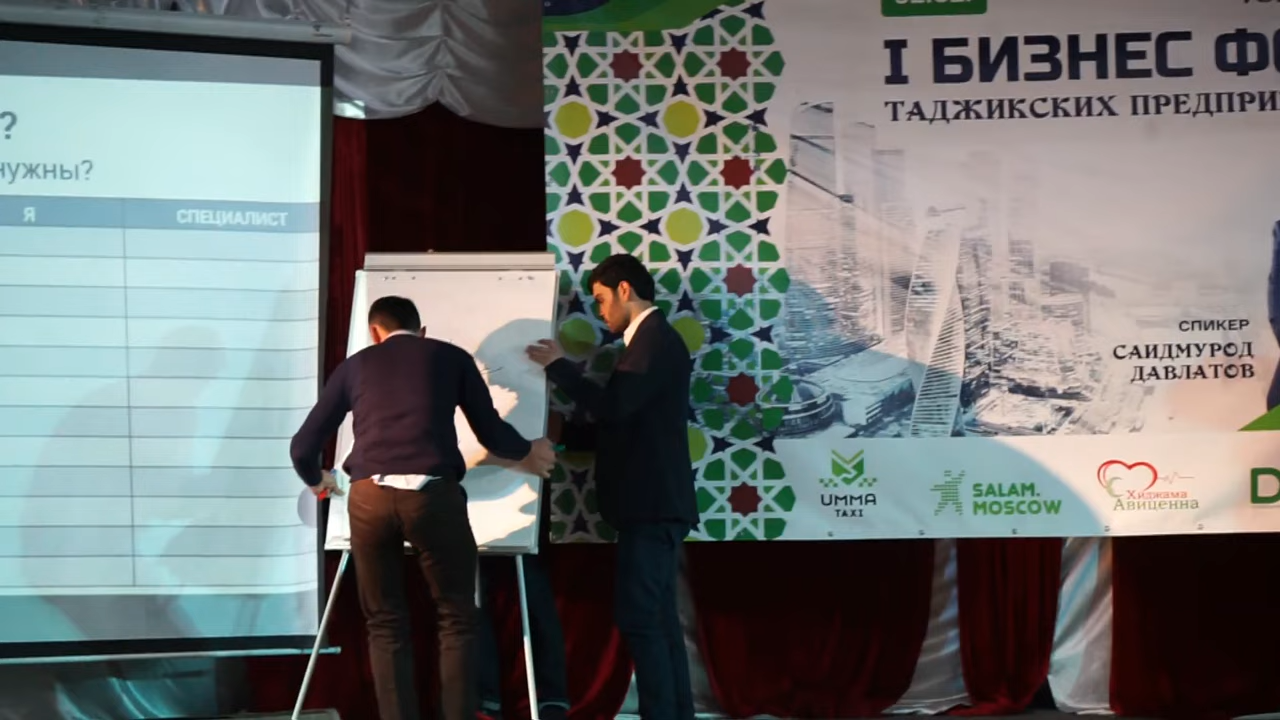 ?
нужны?
Я
СПЕЦИАЛИСТ
I БИЗНЕС ФО
ТАДЖИКСКИХ ПРЕДПРИ
СПИКЕР
САИДМУРОД
ДАВЛАТОВ
UMMA
TAXI
SALAM.
MOSCOW
Хиджама
Авиценна
D